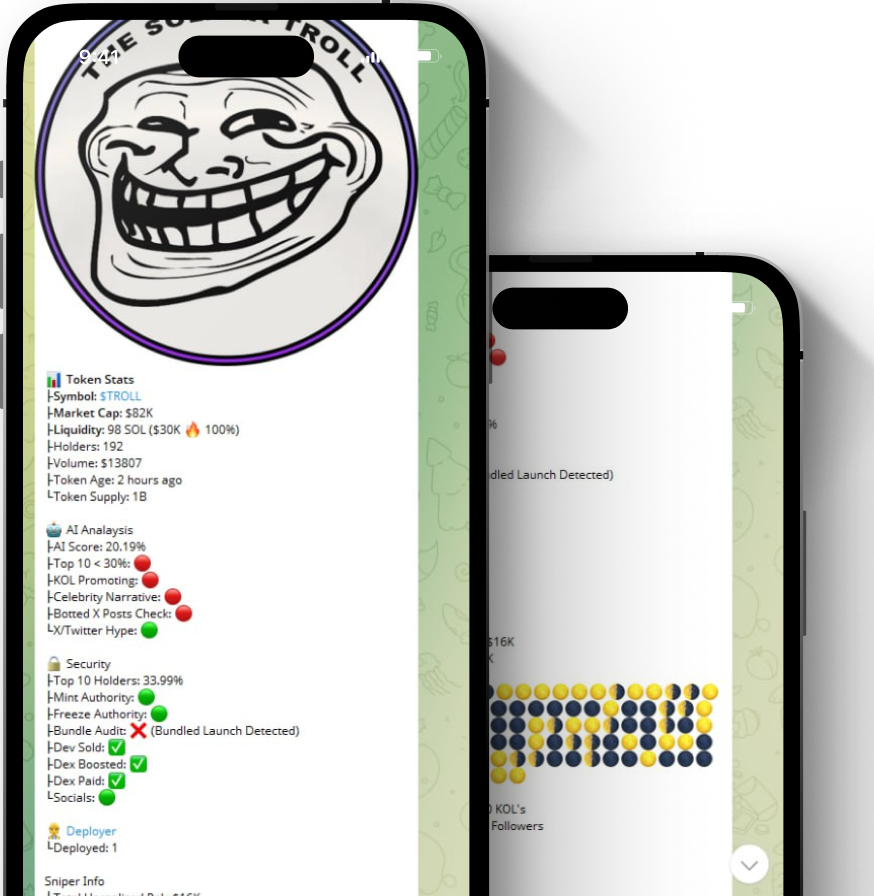 THE SOLANA TROLL
9:41
📊 Token Stats
├Symbol: $TROLL
├Market Cap: $82K
├Liquidity: 98 SOL ($30K 🔥 100%)
├Holders: 192
├Volume: $13807
├Token Age: 2 hours ago
└Token Supply: 1B
🤖 AI Analaysis
├AI Score: 20.19%
├Top 10 < 30%: 🔴
├KOL Promoting: 🔴
├Celebrity Narrative: 🔴
├Botted X Posts Check: 🔴
└X/Twitter Hype: 🟢
🔒 Security
├Top 10 Holders: 33.99%
├Mint Authority: 🟢
├Freeze Authority: 🟢
├Bundle Audit: ❌ (Bundled Launch Detected)
├Dev Sold: ✅
├Dex Boosted: ✅
├Dex Paid: ✅
└Socials: 🟢
👷 Deployer
└Deployed: 1
Sniper Info
%
dled Launch Detected)
$16K
K
0 KOL's
Followers